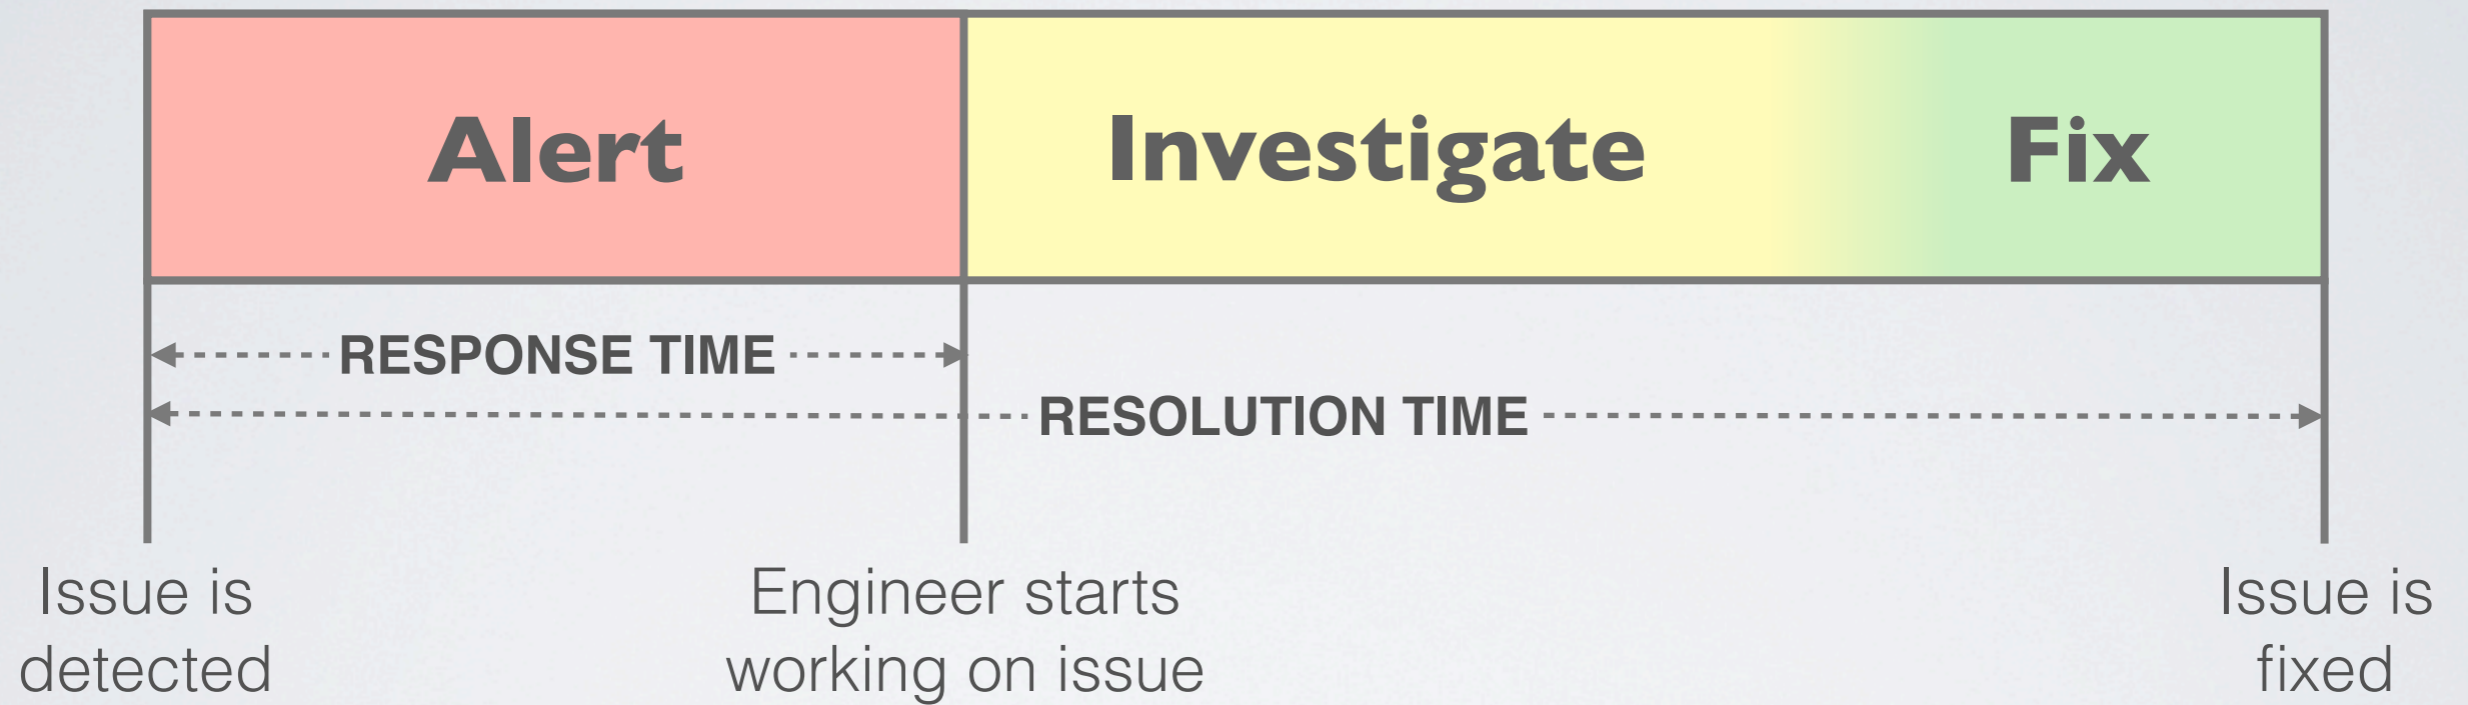 Alert
Investigate
Fix
RESPONSE TIME
RESOLUTION TIME
Issue is
detected
Engineer starts
working on issue
Issue is
fixed